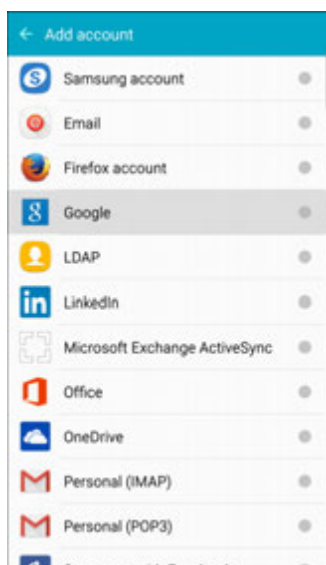 Add account
Samsung account
Email
Firefox account
Google
LDAP
LinkedIn
Microsoft Exchange ActiveSync
Office
OneDrive
Personal (IMAP)
Personal (POP3)